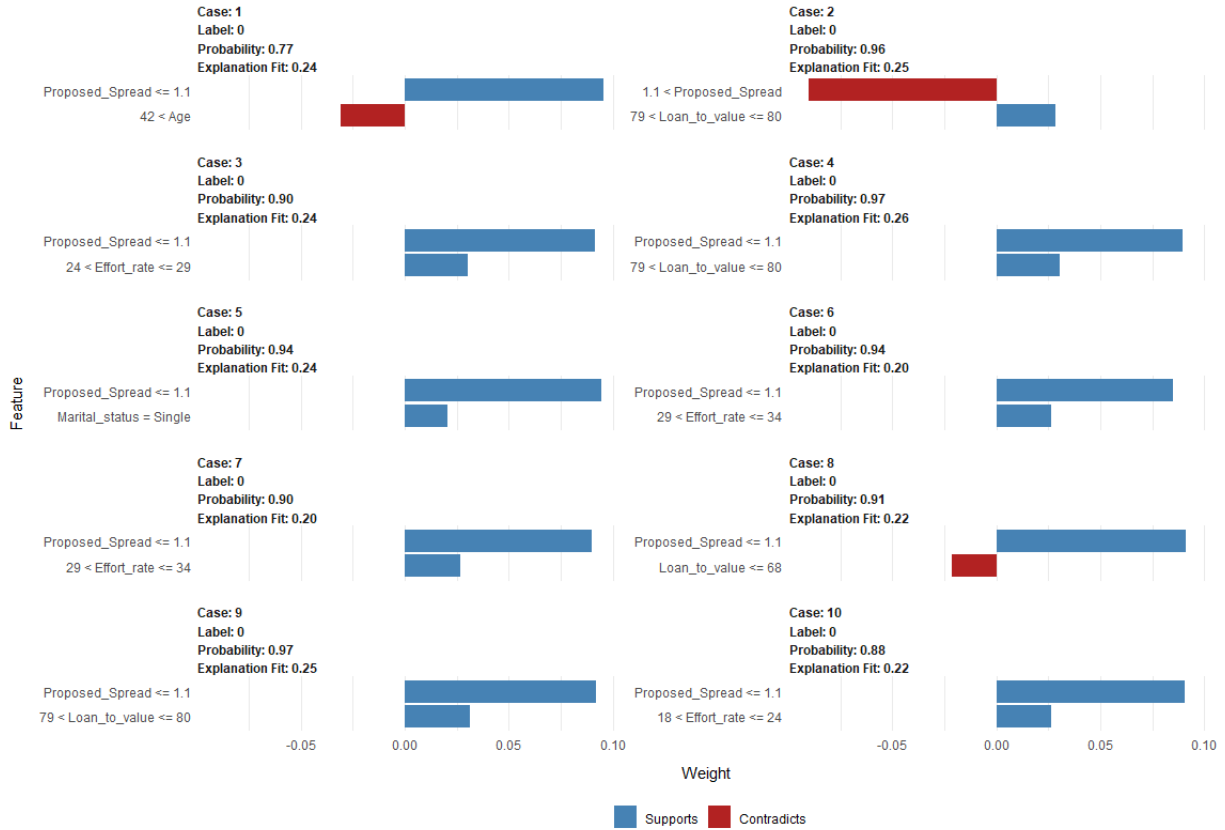 Case: 1
Label: 0
Probability: 0.77
Explanation Fit: 0.24
Proposed_Spread <= 1.1
42 < Age
Case: 2
Label: 0
Probability: 0.96
Explanation Fit: 0.25
1.1 < Proposed_Spread
79 < Loan_to_value <= 80
Case: 3
Label: 0
Probability: 0.90
Explanation Fit: 0.24
Proposed_Spread <= 1.1
24 < Effort_rate <= 29
Case: 4
Label: 0
Probability: 0.97
Explanation Fit: 0.26
Proposed_Spread <= 1.1
79 < Loan_to_value <= 80
Case: 5
Label: 0
Probability: 0.94
Explanation Fit: 0.24
Proposed_Spread <= 1.1
Marital_status = Single
Case: 6
Label: 0
Probability: 0.94
Explanation Fit: 0.20
Proposed_Spread <= 1.1
29 < Effort_rate <= 34
Case: 7
Label: 0
Probability: 0.90
Explanation Fit: 0.20
Proposed_Spread <= 1.1
29 < Effort_rate <= 34
Case: 8
Label: 0
Probability: 0.91
Explanation Fit: 0.22
Proposed_Spread <= 1.1
Loan_to_value <= 68
Case: 9
Label: 0
Probability: 0.97
Explanation Fit: 0.25
Proposed_Spread <= 1.1
79 < Loan_to_value <= 80
Case: 10
Label: 0
Probability: 0.88
Explanation Fit: 0.22
Proposed_Spread <= 1.1
18 < Effort_rate <= 24
Feature
-0.05 0.00 0.05 0.10
-0.05 0.00 0.05 0.10
Weight
Supports Contradicts